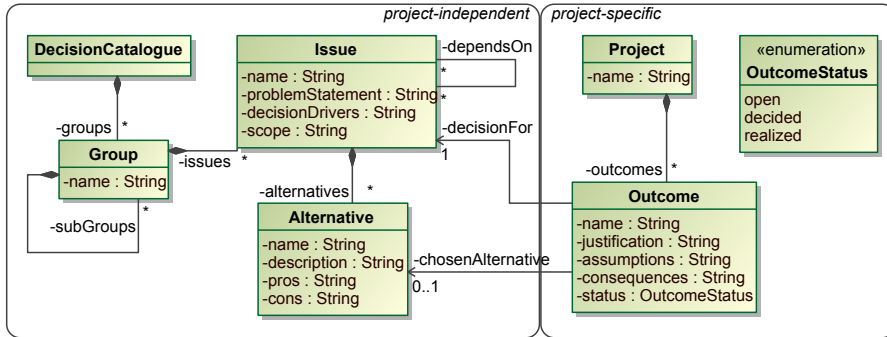 project-independent
project-specific
DecisionCatalogue
-groups
*
Group
-name : String
-subGroups
*
-issues
*
Issue
-name : String
-problemStatement : String
-decisionDrivers : String
-scope : String
-dependsOn
*
*
-decisionFor
1
-alternatives
*
Alternative
-name : String
-description : String
-pros : String
-cons : String
-chosenAlternative
0..1
Project
-name : String
-outcomes
*
Outcome
-name : String
-justification : String
-assumptions : String
-consequences : String
-status : OutcomeStatus
«enumeration»
OutcomeStatus
open
decided
realized